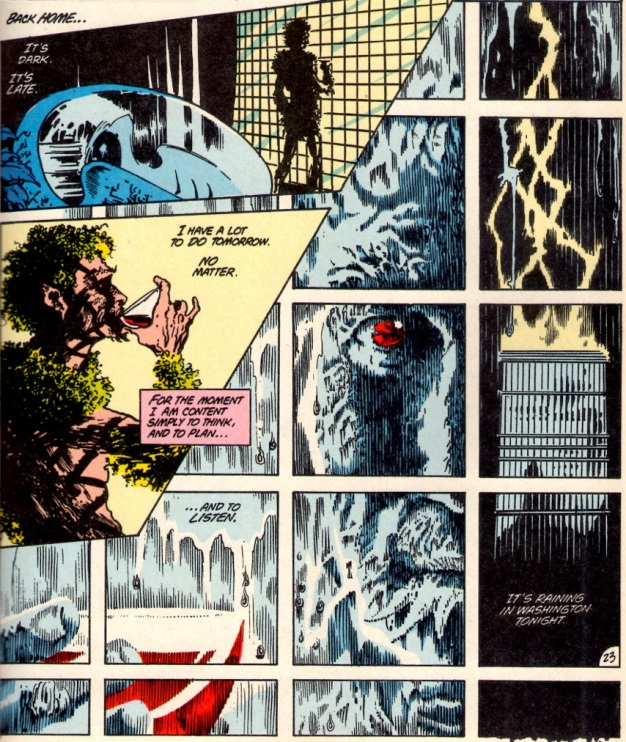 BACK HOME...
IT'S
DARK.
IT'S
LATE.
I HAVE A LOT
TO DO TOMORROW.
NO
MATTER.
FOR THE MOMENT
I AM CONTENT
SIMPLY TO THINK,
AND TO PLAN...
...AND TO
LISTEN.
IT'S RAINING
IN WASHINGTON
TONIGHT.
23